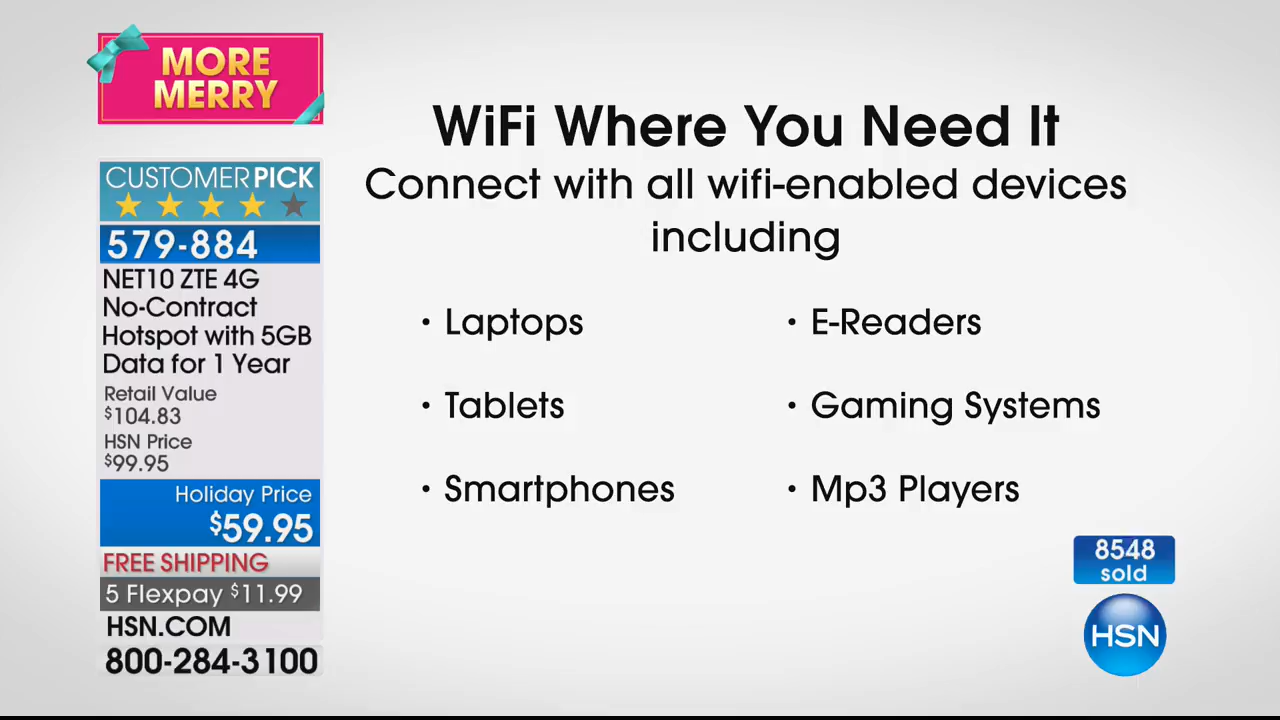 MORE
MERRY
CUSTOMER PICK
579-884
NET10 ZTE 4G
No-Contract
Hotspot with 5GB
Data for 1 Year
Retail Value
$104.83
HSN Price
$99.95
Holiday Price
$59.95
FREE SHIPPING
5 Flexpay $11.99
HSN.COM
800-284-3100
WiFi Where You Need It
Connect with all wifi-enabled devices
including
• Laptops
• Tablets
• Smartphones
• E-Readers
• Gaming Systems
• Mp3 Players
8548
sold
HSN